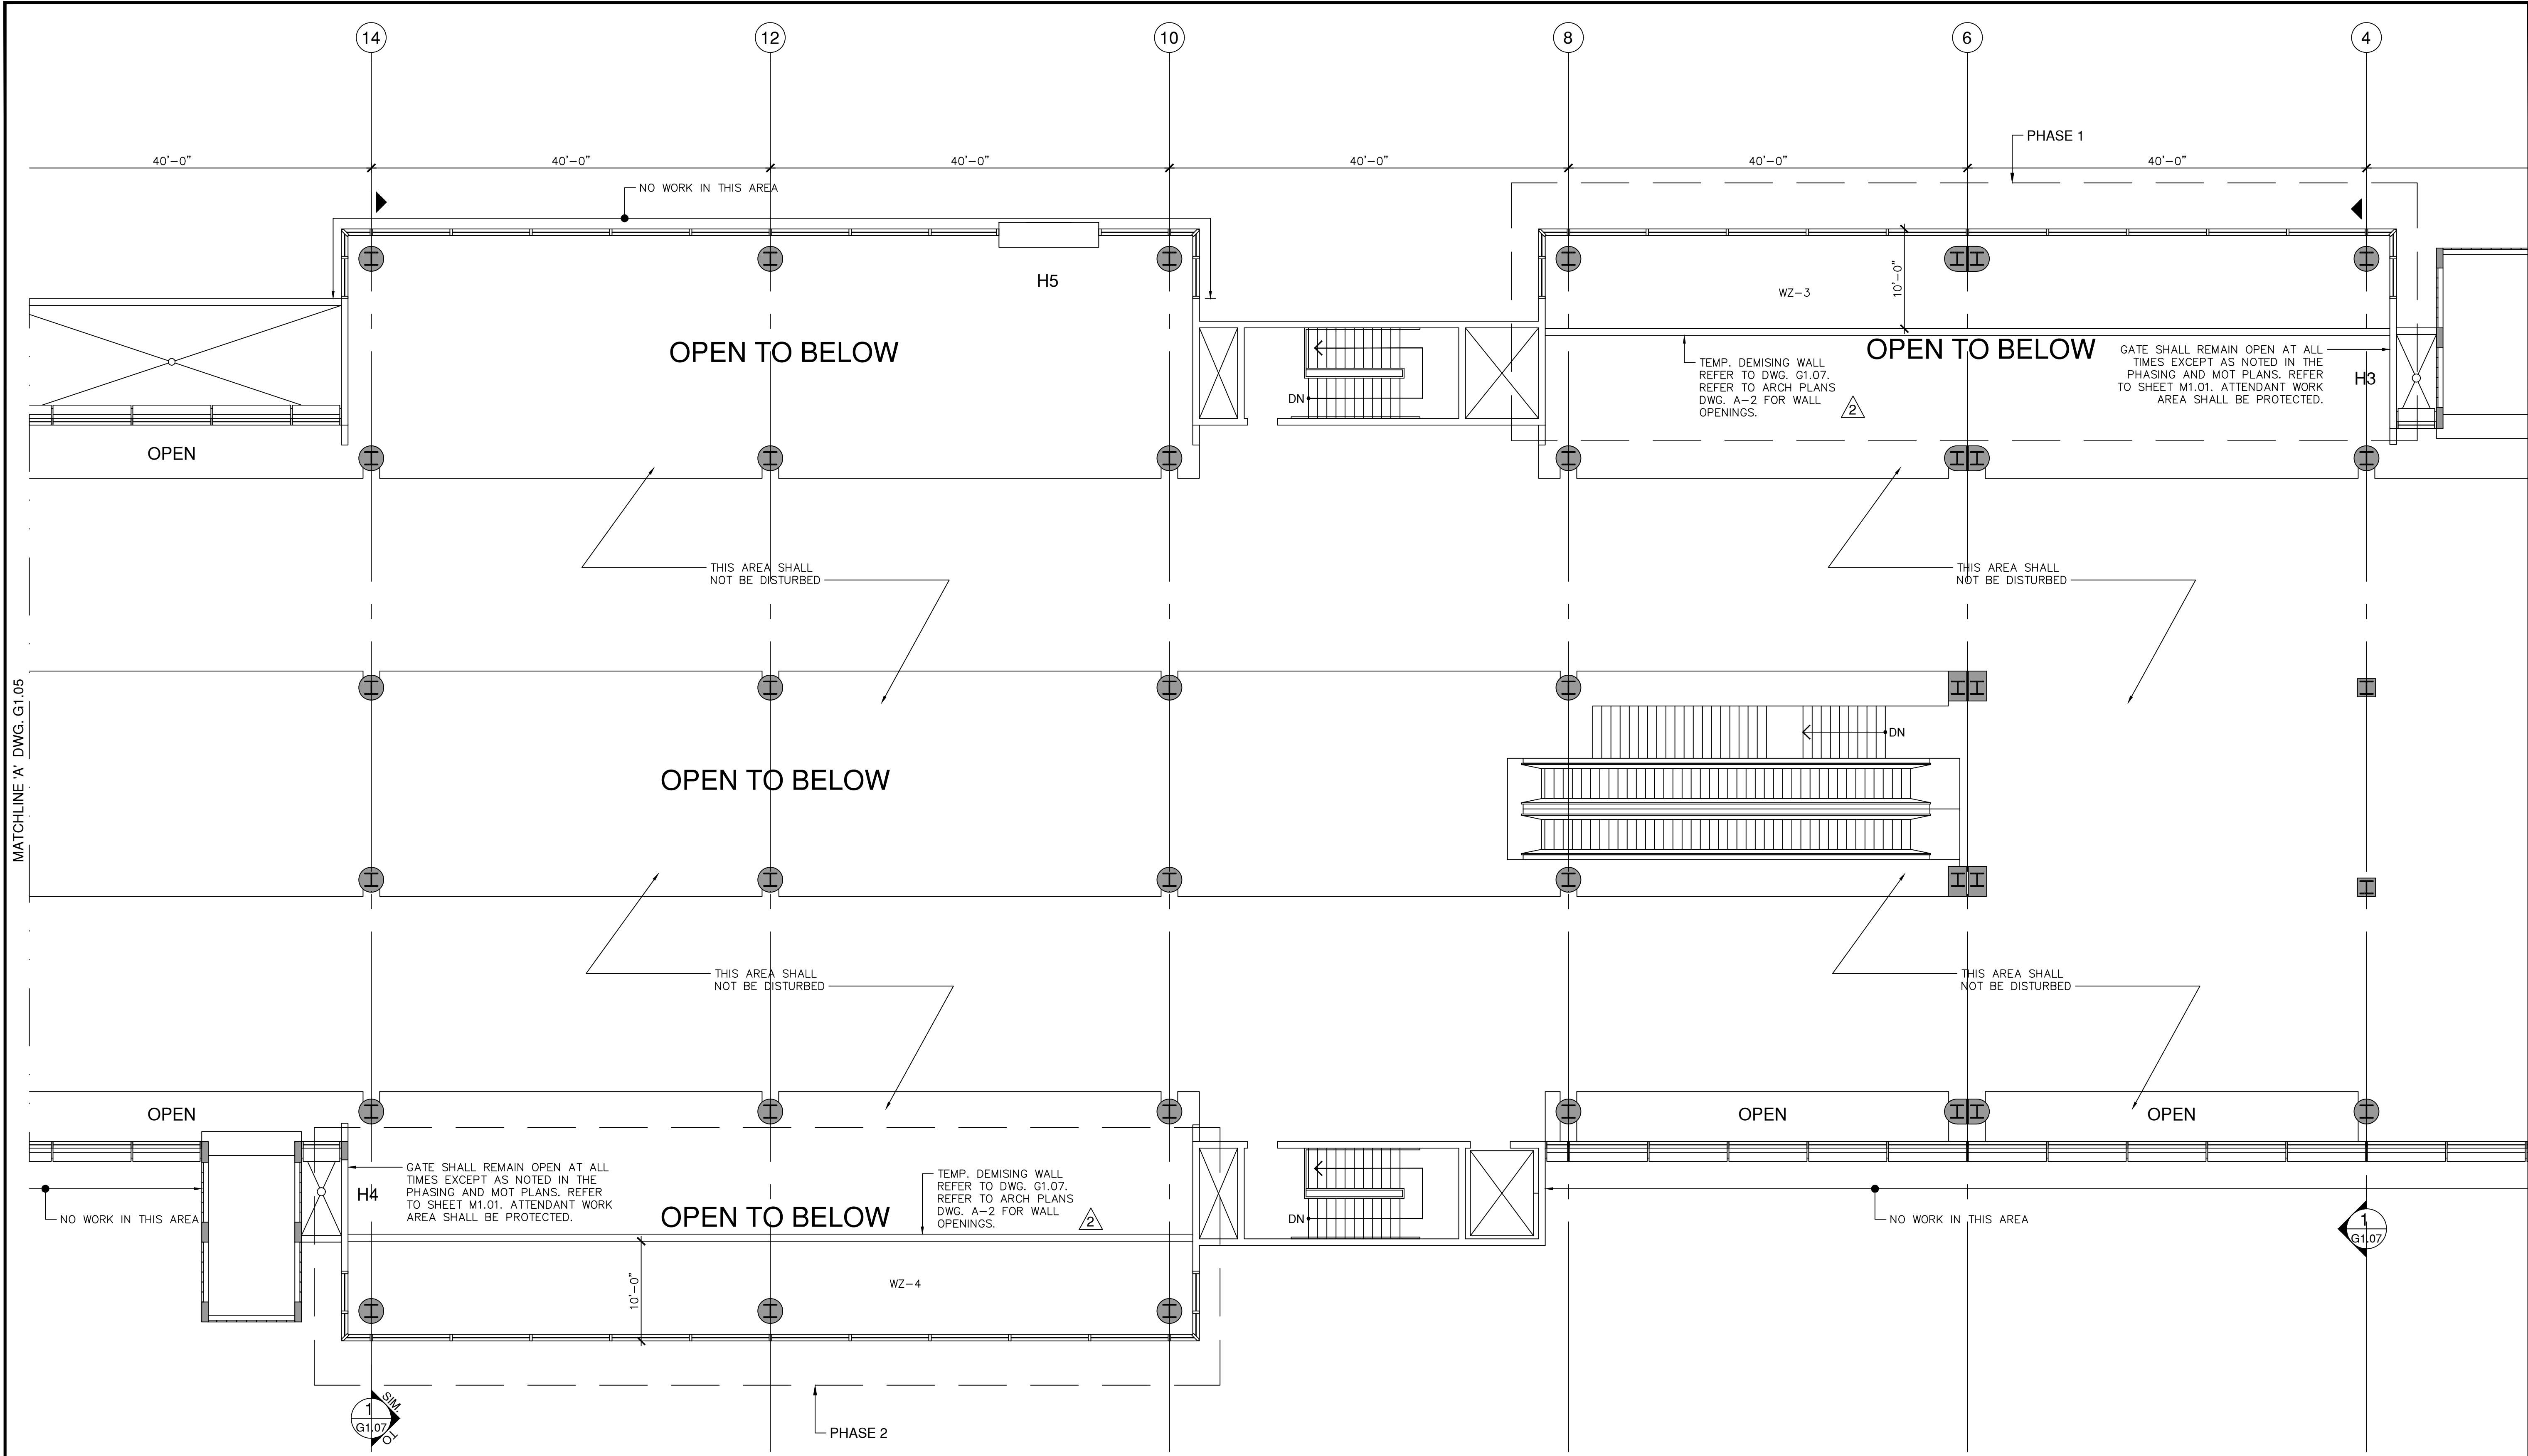 14
12
10
8
6
4
PHASE 1
40'-0"
40'-0"
40'-0"
40'-0"
40'-0"
40'-0"
NO WORK IN THIS AREA
H5
WZ-3
10'-0"
OPEN TO BELOW
OPEN TO BELOW
TEMP. DEMISING WALL
REFER TO DWG. G1.07.
REFER TO ARCH PLANS
DWG. A-2 FOR WALL
OPENINGS.
2
GATE SHALL REMAIN OPEN AT ALL
TIMES EXCEPT AS NOTED IN THE
PHASING AND MOT PLANS. REFER
TO SHEET M1.01. ATTENDANT WORK
AREA SHALL BE PROTECTED.
H3
DN
OPEN
THIS AREA SHALL
NOT BE DISTURBED
THIS AREA SHALL
NOT BE DISTURBED
MATCHLINE 'A' DWG. G1.05
DN
OPEN TO BELOW
THIS AREA SHALL
NOT BE DISTURBED
THIS AREA SHALL
NOT BE DISTURBED
OPEN
OPEN
OPEN
GATE SHALL REMAIN OPEN AT ALL
TIMES EXCEPT AS NOTED IN THE
PHASING AND MOT PLANS. REFER
TO SHEET M1.01. ATTENDANT WORK
AREA SHALL BE PROTECTED.
H4
TEMP. DEMISING WALL
REFER TO DWG. G1.07.
REFER TO ARCH PLANS
DWG. A-2 FOR WALL
OPENINGS.
2
OPEN TO BELOW
DN
NO WORK IN THIS AREA
NO WORK IN THIS AREA
1
G1.07
WZ-4
10'-0"
SIM.
1
G1.07
TO
PHASE 2